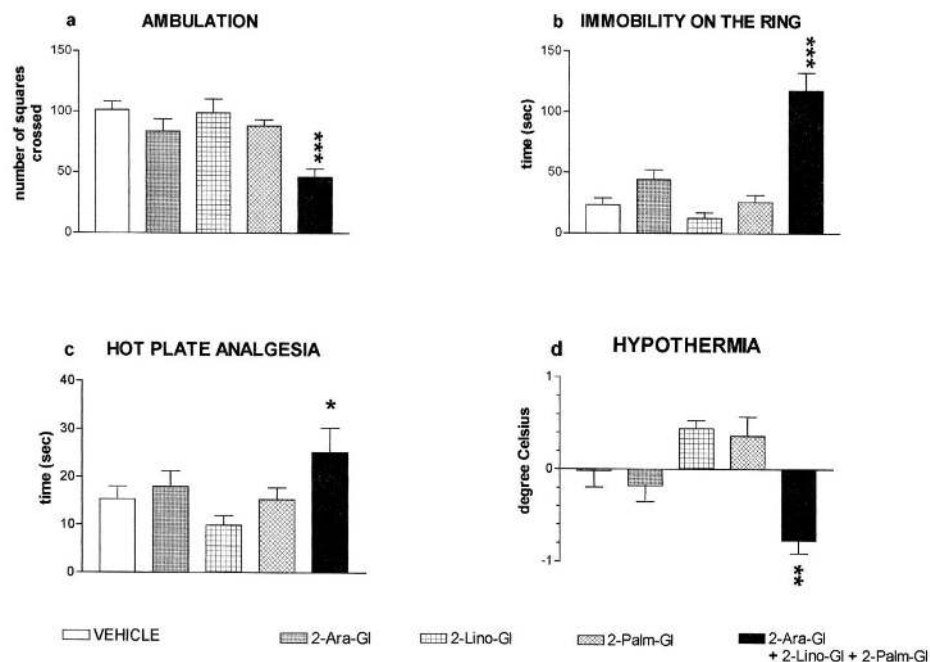 a AMBULATION
150
100
50
0
number of squares
crossed
***
b IMMOBILITY ON THE RING
150
100
50
0
time (sec)
***
c HOT PLATE ANALGESIA
40
30
20
10
0
time (sec)
*
d HYPOTHERMIA
1
0
-1
degree Celsius
**
VEHICLE 2-Ara-Gl 2-Lino-Gl 2-Palm-Gl 2-Ara-Gl
+ 2-Lino-Gl + 2-Palm-Gl